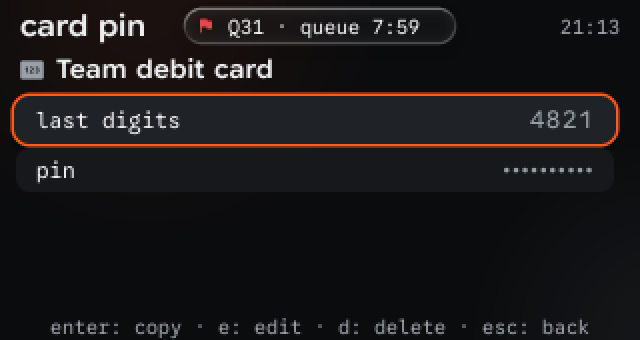 card pin
Q31 · queue 7:59
21:13
Team debit card
last digits 4821
pin ••••••••••
enter: copy · e: edit · d: delete · esc: back